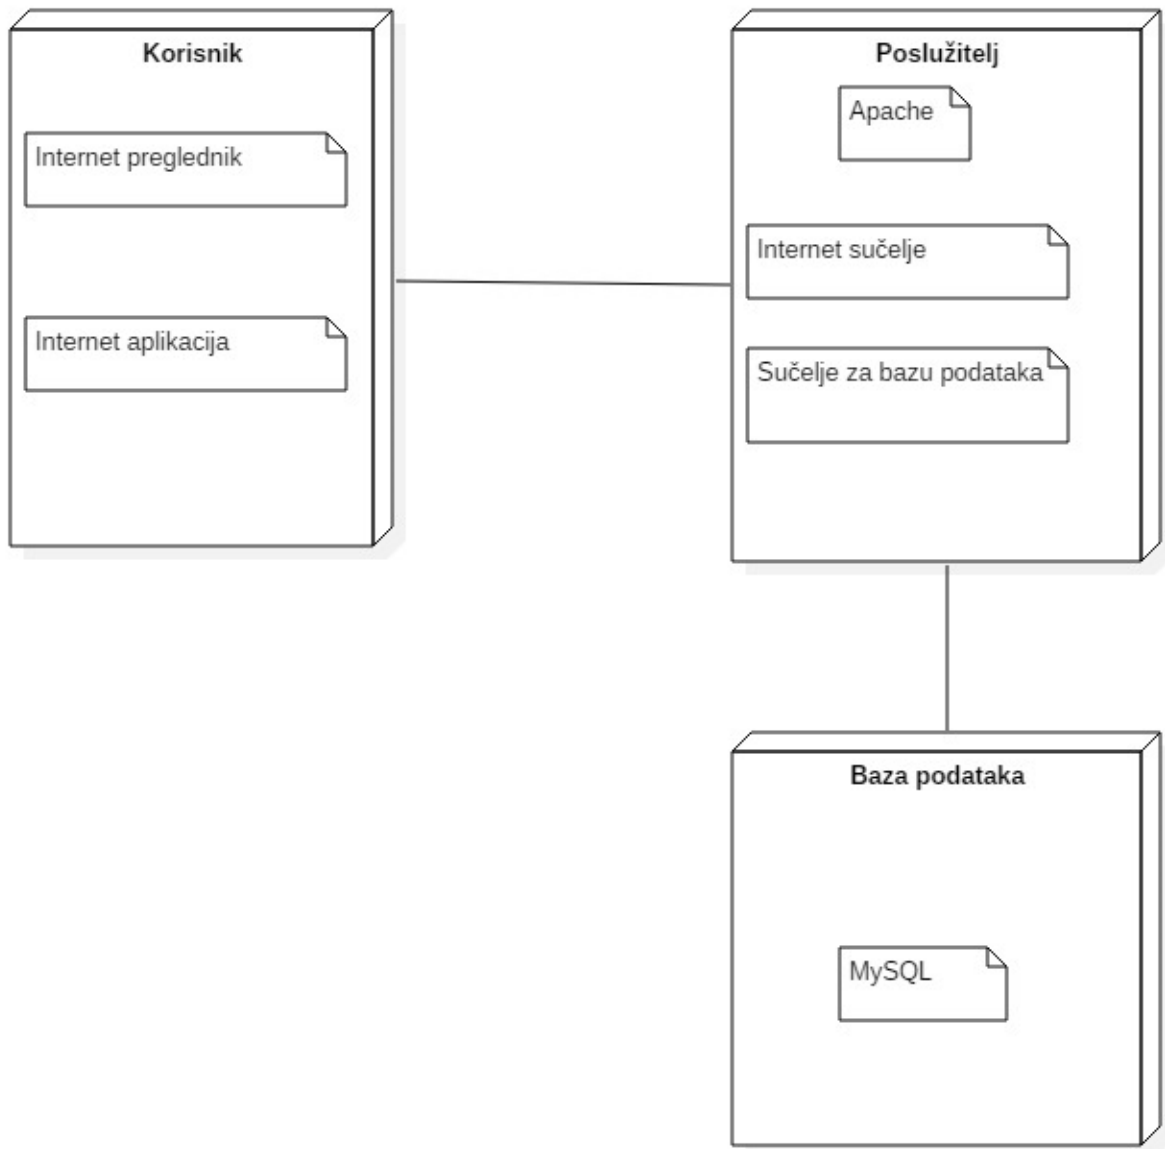 Korisnik
Internet preglednik
Internet aplikacija
Poslužitelj
Apache
Internet sučelje
Sučelje za bazu podataka
Baza podataka
MySQL